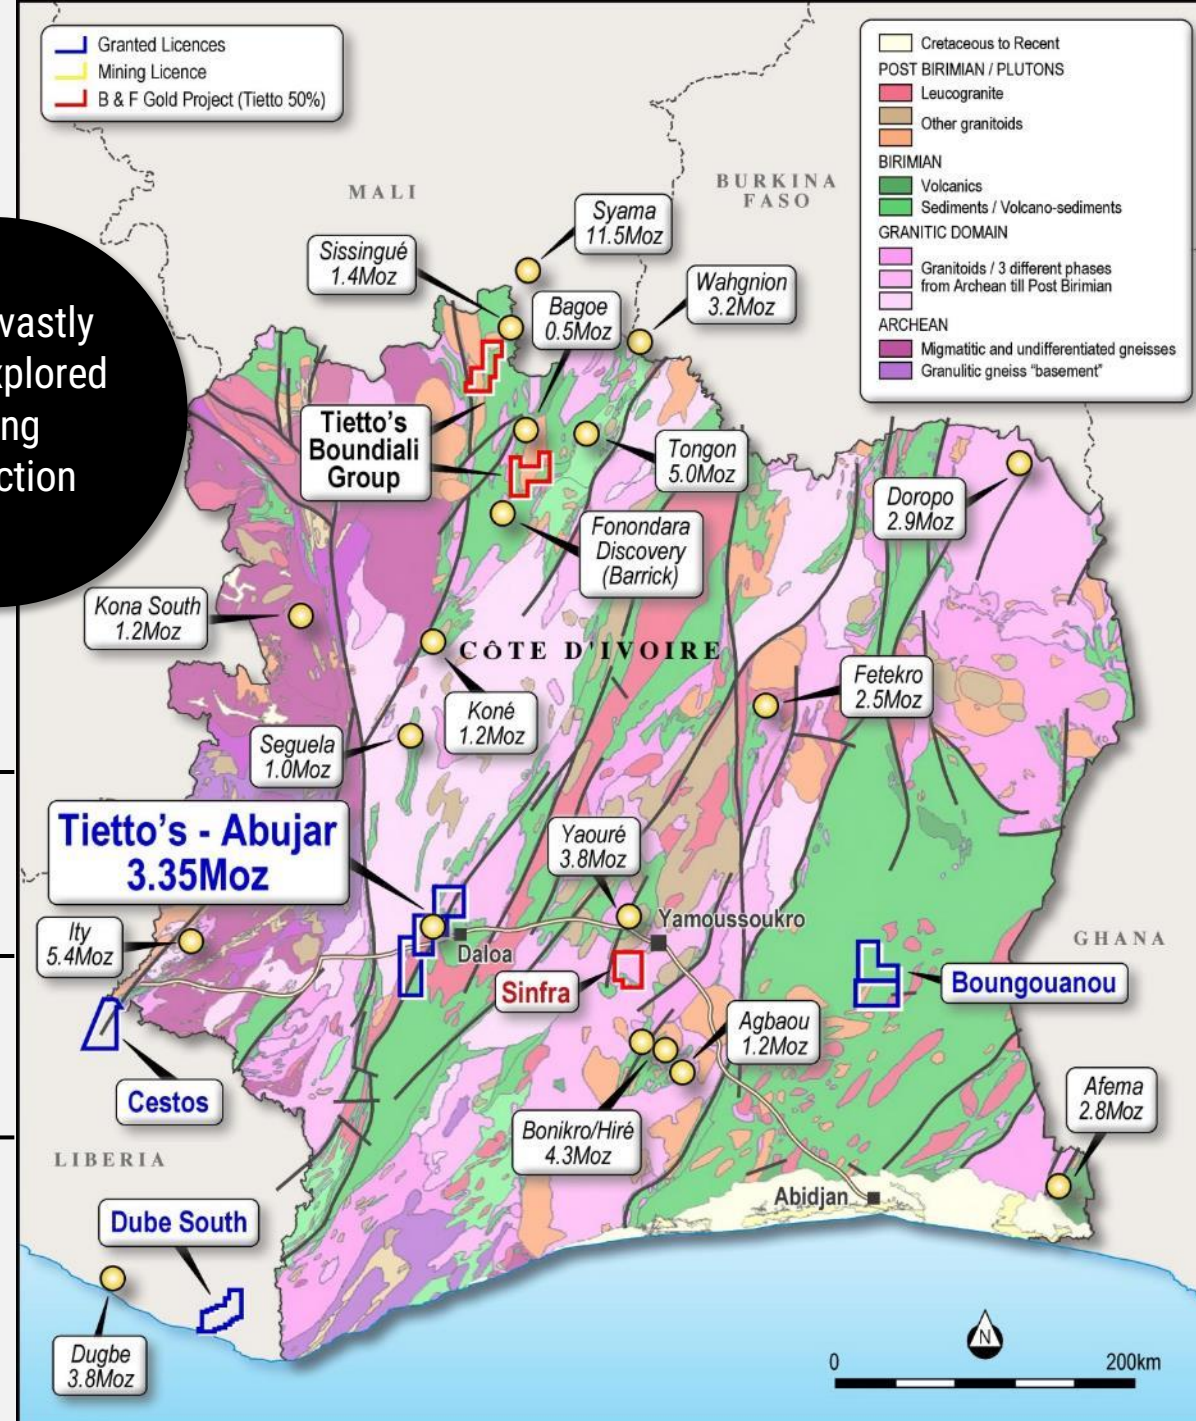 Granted Licences
Mining Licence
B & F Gold Project (Tietto 50%)
Cretaceous to Recent
POST BIRIMIAN / PLUTONS
Leucogranite
Other granitoids
BIRIMIAN
Volcanics
Sediments / Volcano-sediments
GRANITIC DOMAIN
Granitoids / 3 different phases
from Archean till Post Birimian
ARCHEAN
Migmatitic and undifferentiated gneisses
Granulitic gneiss "basement"
MALI
BURKINA
FASO
Syama
11.5Moz
Sissingué
1.4Moz
Wahgnion
3.2Moz
Bagoe
0.5Moz
vastly
xplored
ng
ction
Tietto's
Boundiali
Group
Tongon
5.0Moz
Doropo
2.9Moz
Fonondara
Discovery
(Barrick)
Kona South
1.2Moz
CÔTE D'IVOIRE
Fetekro
2.5Moz
Koné
1.2Moz
Seguela
1.0Moz
Tietto's - Abujar
3.35Moz
Yaouré
3.8Moz
Yamoussoukro
Ity
5.4Moz
Daloa
GHANA
Sinfra
Boungouanou
Agbaou
1.2Moz
Cestos
Afema
2.8Moz
Bonikro/Hiré
4.3Moz
LIBERIA
Abidjan
Dube South
Dugbe
3.8Moz
N
0 200km